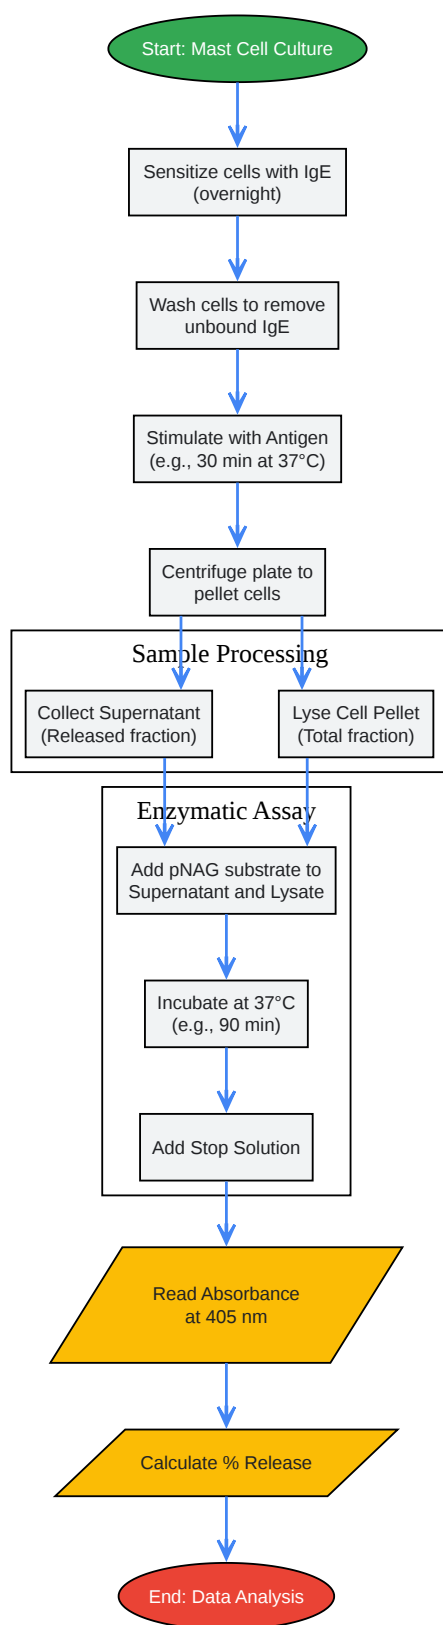 Start: Mast Cell Culture
Sensitize cells with IgE
(overnight)
Wash cells to remove
unbound IgE
Stimulate with Antigen
(e.g., 30 min at 37°C)
Centrifuge plate to
pellet cells
Sample Processing
Collect Supernatant
(Released fraction)
Lyse Cell Pellet
(Total fraction)
Enzymatic Assay
Add pNAG substrate to
Supernatant and Lysate
Incubate at 37°C
(e.g., 90 min)
Add Stop Solution
Read Absorbance
at 405 nm
Calculate % Release
End: Data Analysis